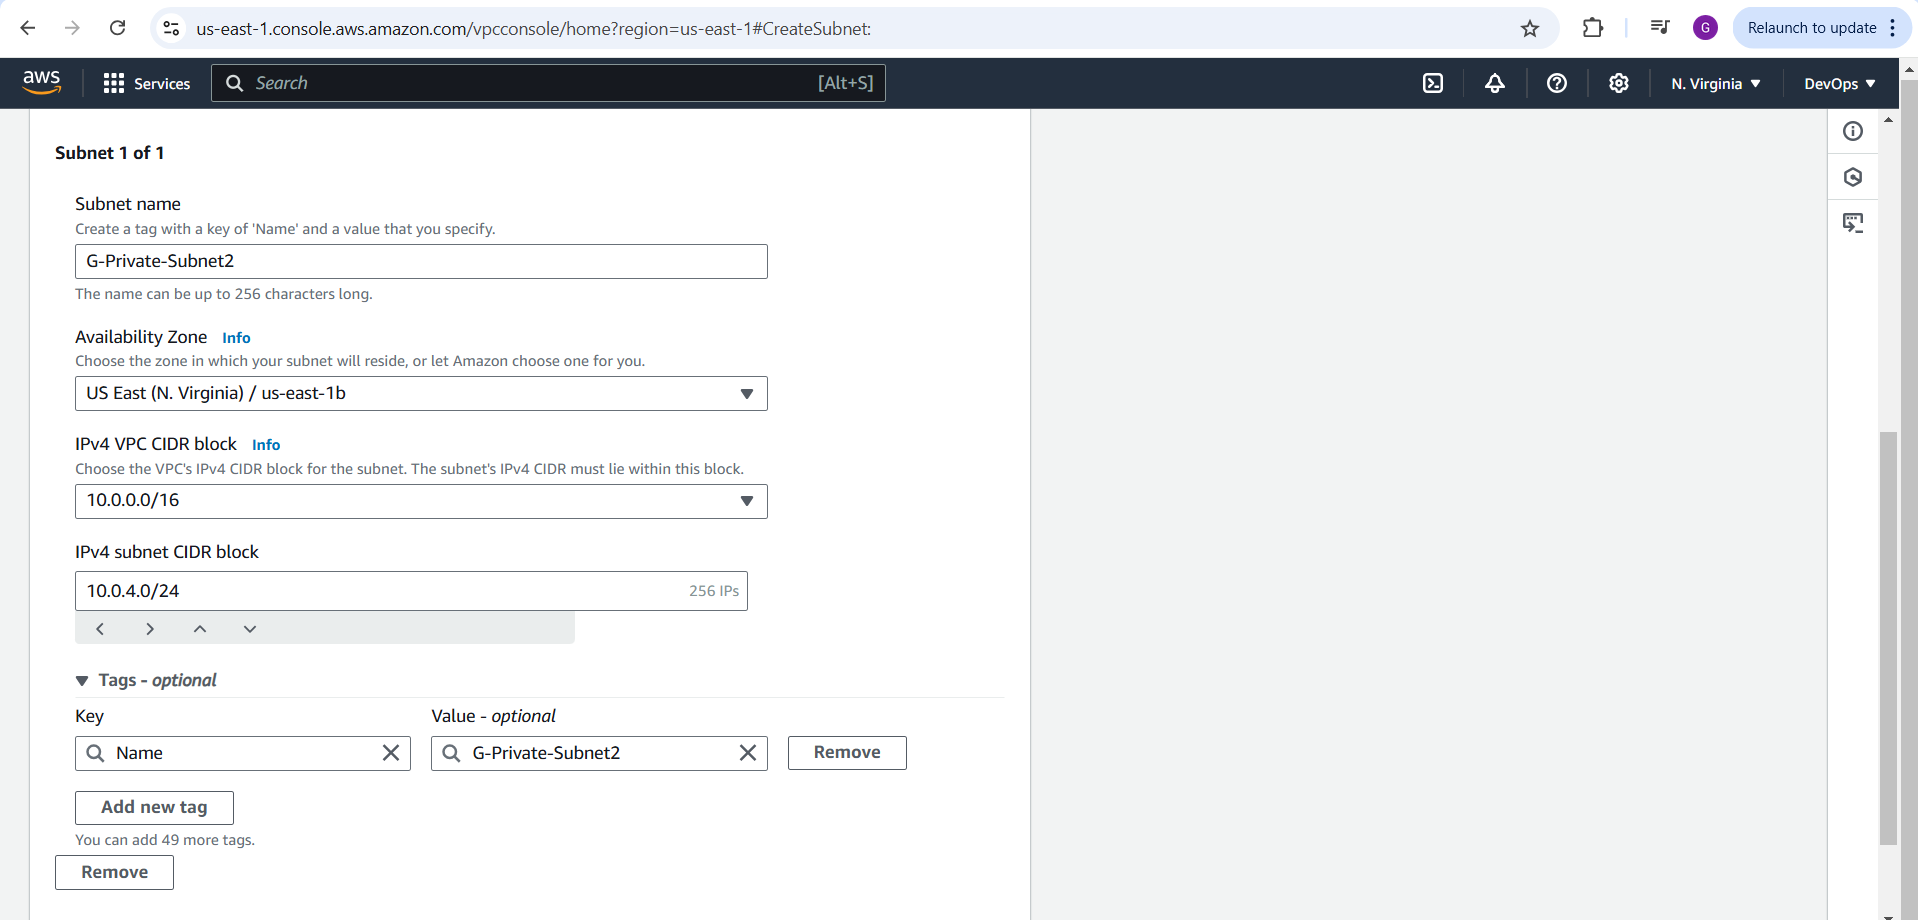 us-east-1.console.aws.amazon.com/vpcconsole/home?region=us-east-1#CreateSubnet:
G
Relaunch to update
aws
Services
Search
[Alt+S]
N. Virginia
DevOps
Subnet 1 of 1
Subnet name
Create a tag with a key of 'Name' and a value that you specify.
G-Private-Subnet2
The name can be up to 256 characters long.
Availability Zone Info
Choose the zone in which your subnet will reside, or let Amazon choose one for you.
US East (N. Virginia) / us-east-1b
IPv4 VPC CIDR block Info
Choose the VPC's IPv4 CIDR block for the subnet. The subnet's IPv4 CIDR must lie within this block.
10.0.0.0/16
IPv4 subnet CIDR block
10.0.4.0/24 256 IPs
Tags - optional
Key Value - optional
Name G-Private-Subnet2 Remove
Add new tag
You can add 49 more tags.
Remove